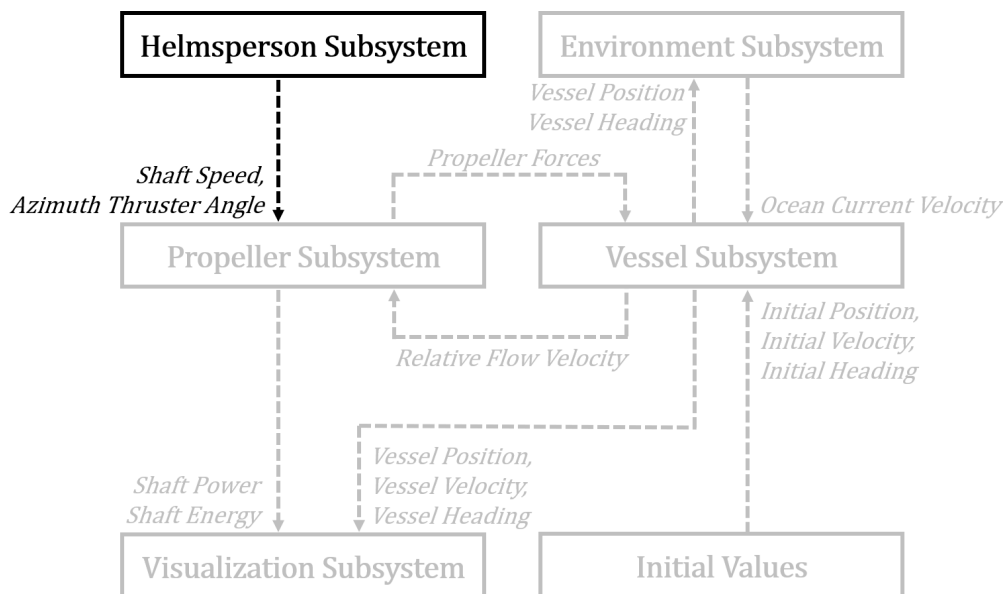 Helmsperson Subsystem
Environment Subsystem
Vessel Position
Vessel Heading
Propeller Forces
Shaft Speed,
Azimuth Thruster Angle
Ocean Current Velocity
Propeller Subsystem
Vessel Subsystem
Relative Flow Velocity
Initial Position,
Initial Velocity,
Initial Heading
Shaft Power
Shaft Energy
Vessel Position,
Vessel Velocity,
Vessel Heading
Visualization Subsystem
Initial Values